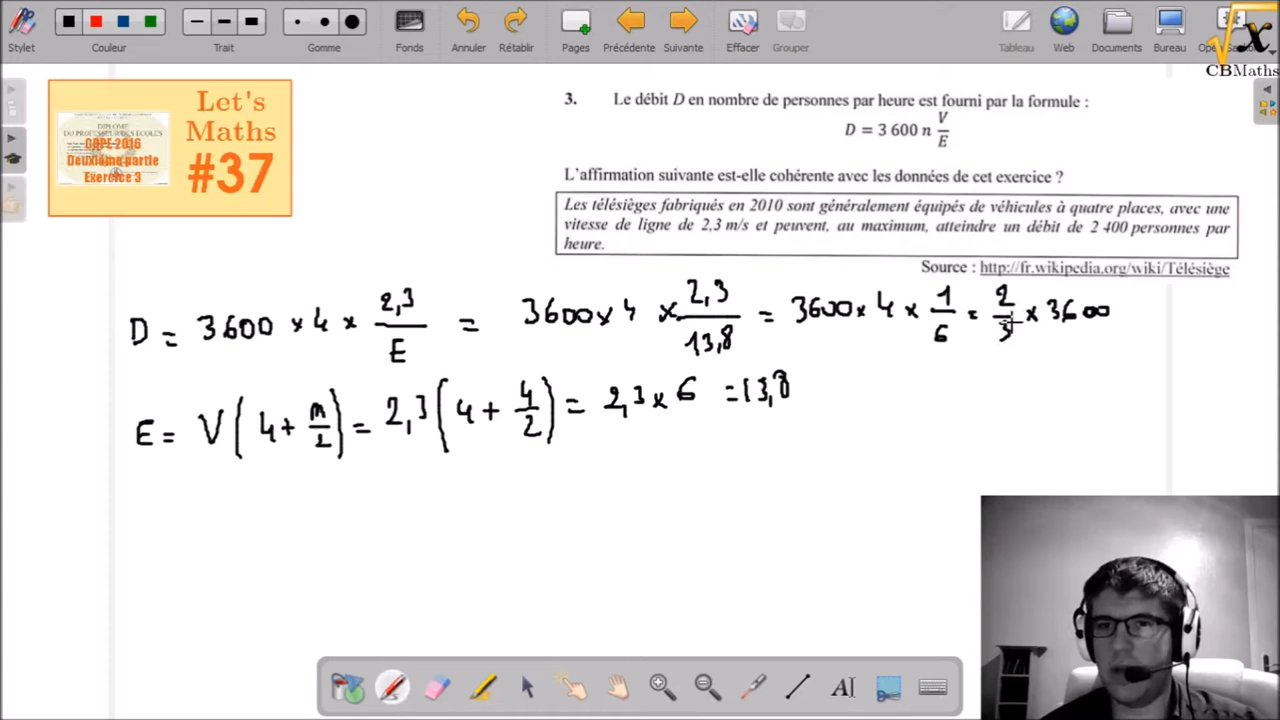 Stylet
Couleur
Trait
Gomme
Fonds
Annuler
Rétablir
Pages
Précédente
Suivante
Effacer
Grouper
Tableau
Web
Documents
Bureau
√x
CBMaths
Let's
Maths
#37
DIPLOME
DU PROFESSEUR DES ECOLES
CRPE 2016
Deuxième partie
Exercice 3
3. Le débit D en nombre de personnes par heure est fourni par la formule :
D = 3 600 n V/E
L'affirmation suivante est-elle cohérente avec les données de cet exercice ?
Les télésièges fabriqués en 2010 sont généralement équipés de véhicules à quatre places, avec une
vitesse de ligne de 2,3 m/s et peuvent, au maximum, atteindre un débit de 2 400 personnes par
heure.
Source : http://fr.wikipedia.org/wiki/Télésiège
D = 3600 × 4 × 2,3/E = 3600 × 4 × 2,3/13,8 = 3600 × 4 × 1/6 = 2/3 × 3600
E = V(4 + n/2) = 2,3(4 + 4/2) = 2,3 × 6 = 13,8
AI